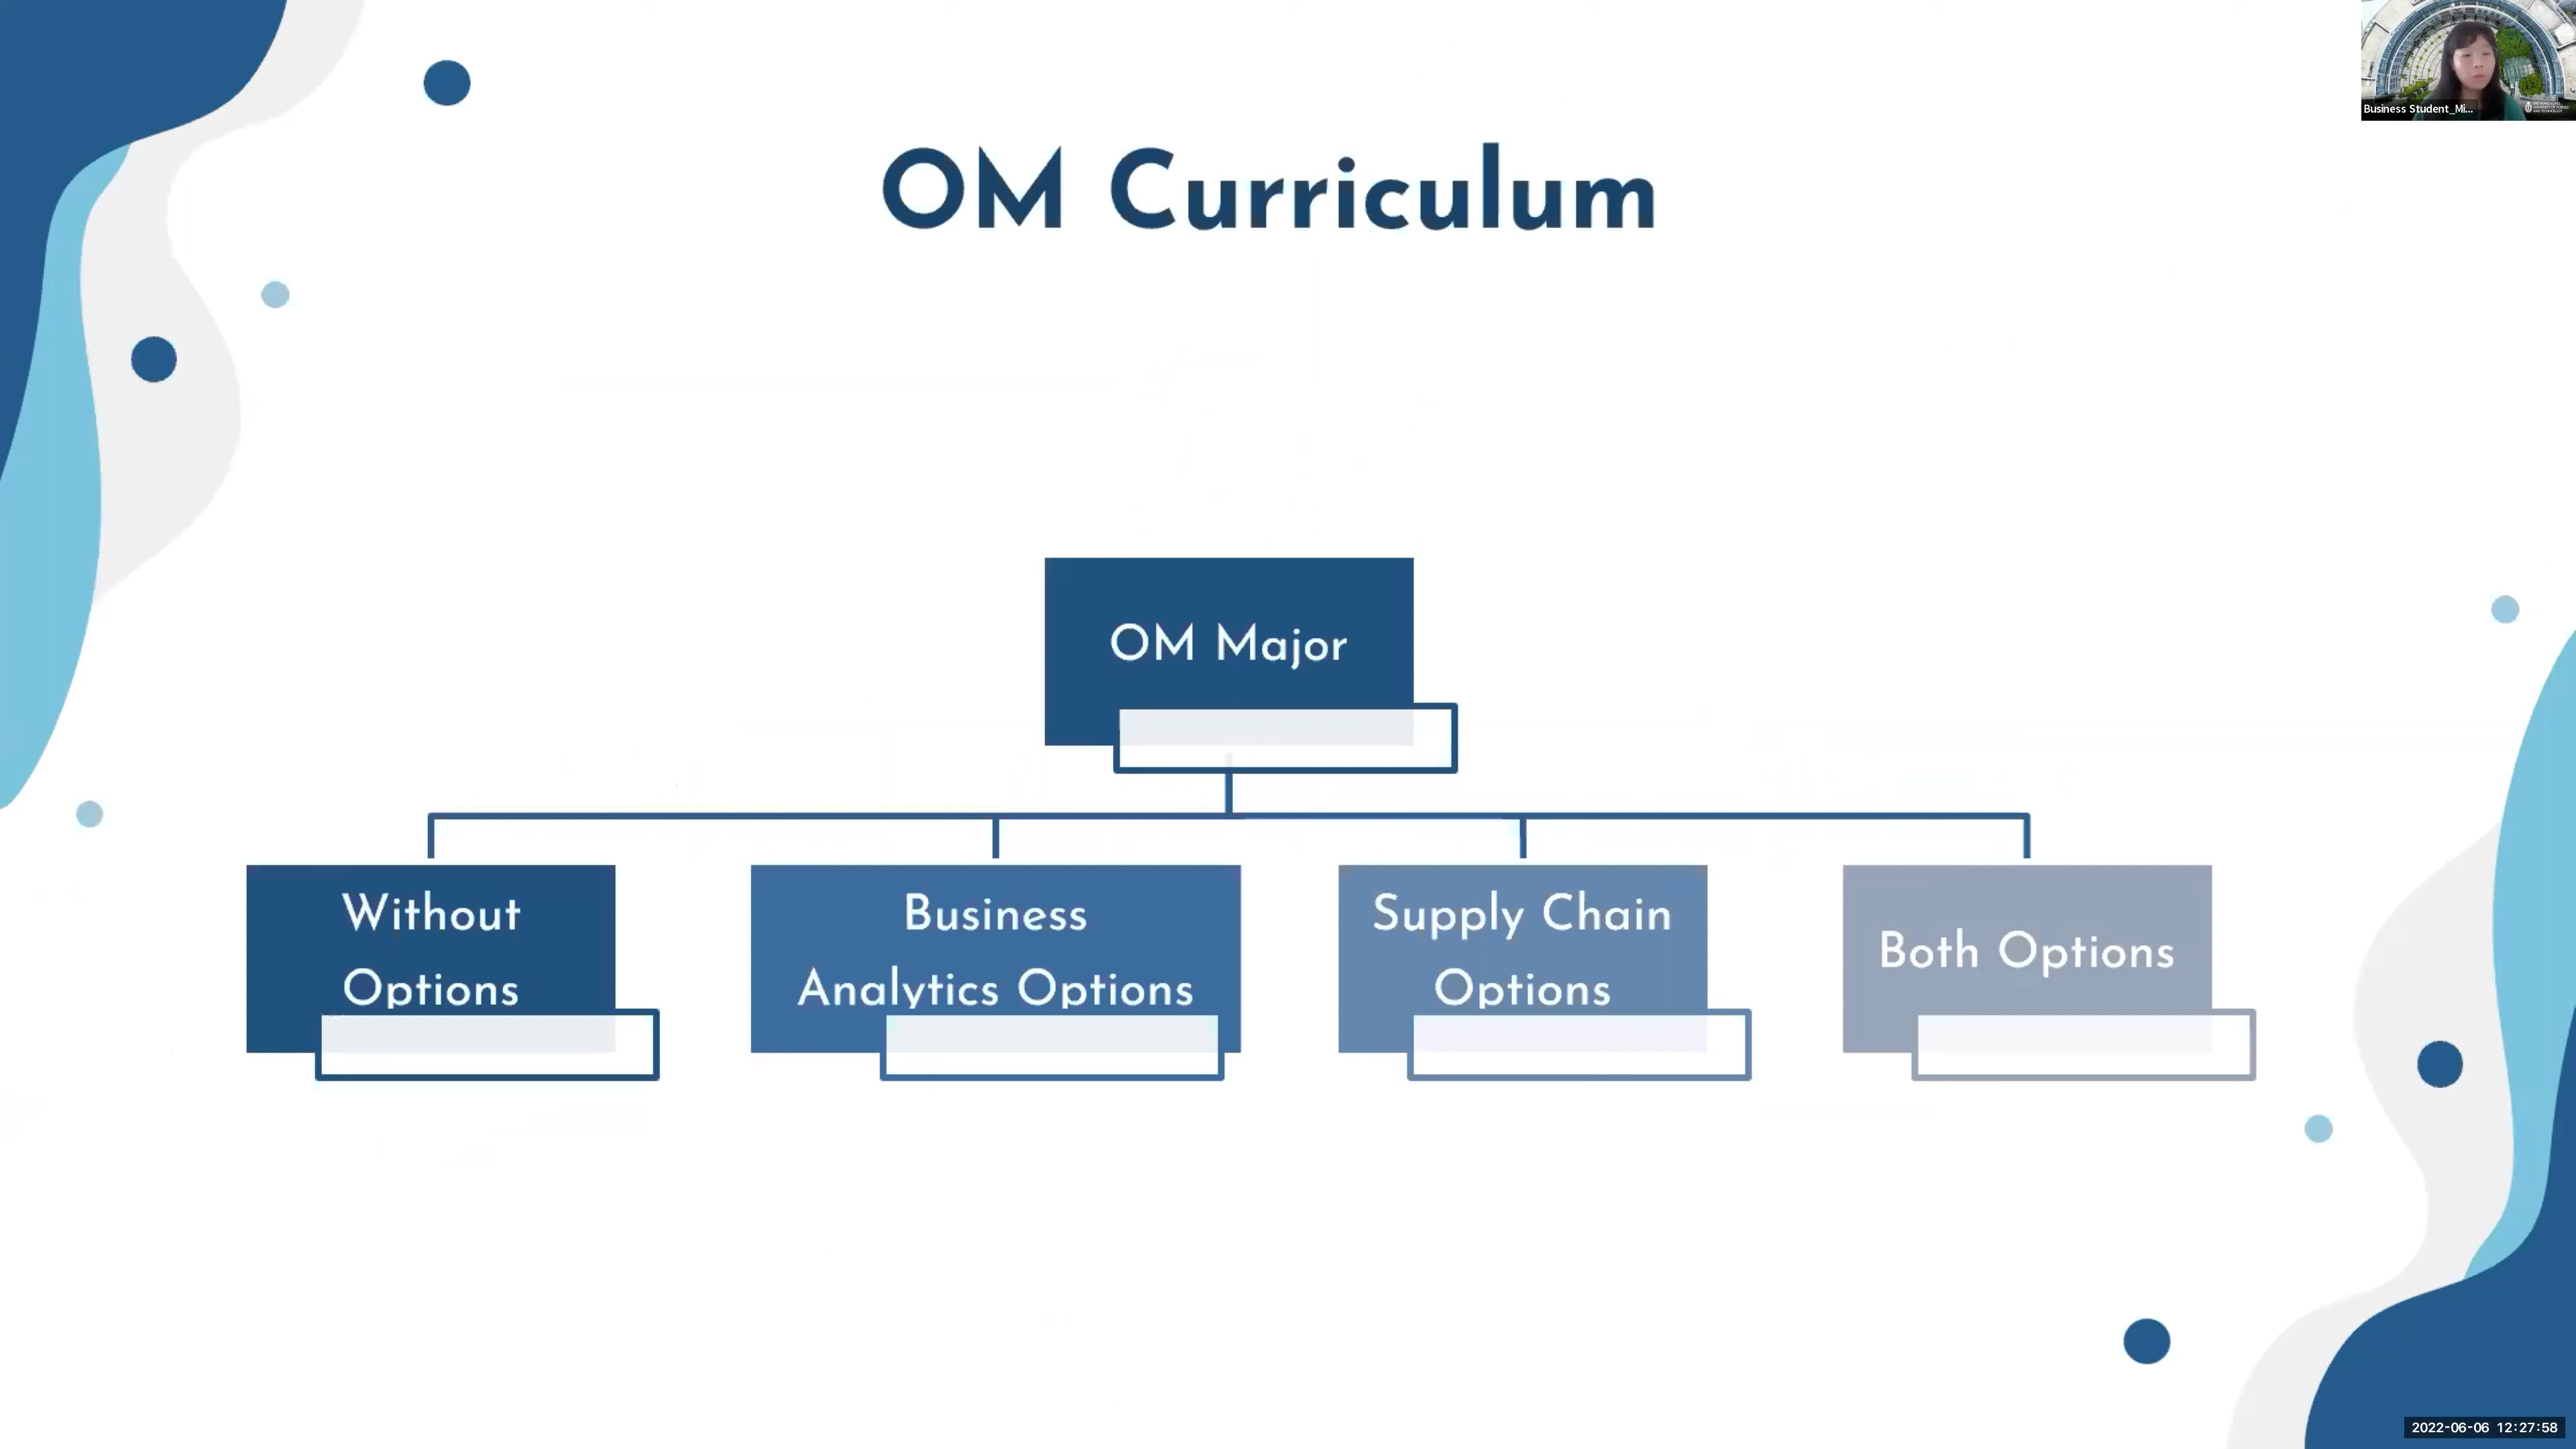 Business Student_Mi...
OM Curriculum
OM Major
Without
Options
Business
Analytics Options
Supply Chain
Options
Both Options
2022-06-06 12:27:58